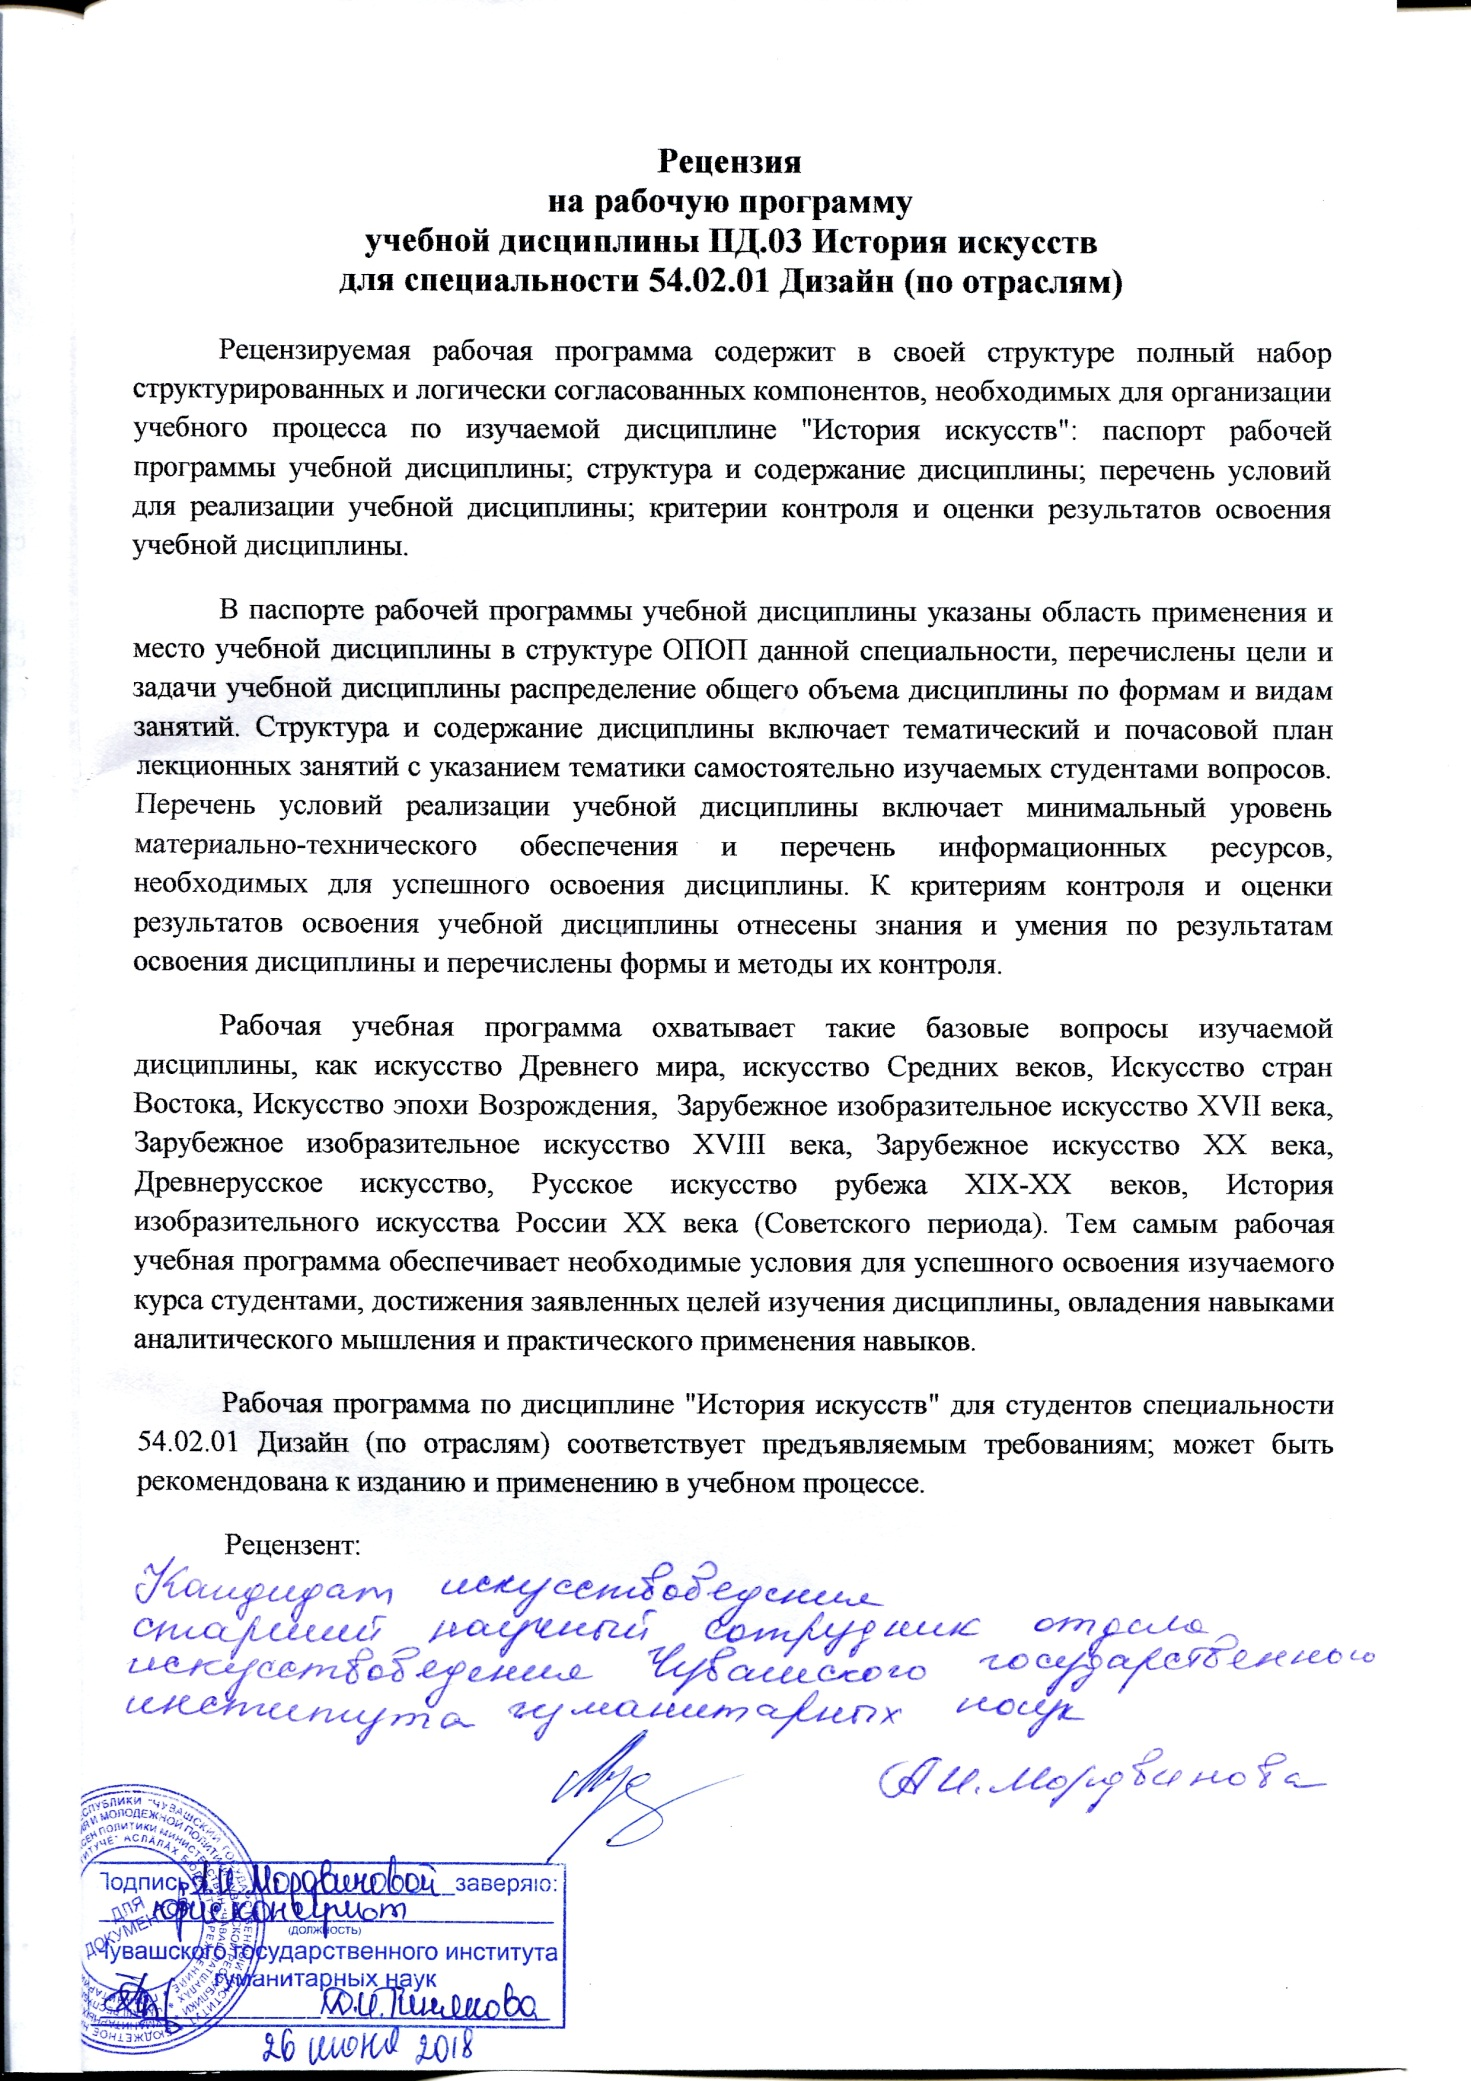 Рецензия
на рабочую программу
учебной дисциплины ПД.03 История искусств
для специальности 54.02.01 Дизайн (по отраслям)
Рецензируемая рабочая программа содержит в своей структуре полный набор
структурированных и логически согласованных компонентов, необходимых для организации
учебного процесса по изучаемой дисциплине "История искусств": паспорт рабочей
программы учебной дисциплины; структура и содержание дисциплины; перечень условий
для реализации учебной дисциплины; критерии контроля и оценки результатов освоения
учебной дисциплины.
В паспорте рабочей программы учебной дисциплины указаны область применения и
место учебной дисциплины в структуре ОПОП данной специальности, перечислены цели и
задачи учебной дисциплины распределение общего объема дисциплины по формам и видам
занятий. Структура и содержание дисциплины включает тематический и почасовой план
лекционных занятий с указанием тематики самостоятельно изучаемых студентами вопросов.
Перечень условий реализации учебной дисциплины включает минимальный уровень
материально-технического обеспечения и перечень информационных ресурсов,
необходимых для успешного освоения дисциплины. К критериям контроля и оценки
результатов освоения учебной дисциплины отнесены знания и умения по результатам
освоения дисциплины и перечислены формы и методы их контроля.
Рабочая учебная программа охватывает такие базовые вопросы изучаемой
дисциплины, как искусство Древнего мира, искусство Средних веков, Искусство стран
Востока, Искусство эпохи Возрождения, Зарубежное изобразительное искусство XVII века,
Зарубежное изобразительное искусство XVIII века, Зарубежное искусство XX века,
Древнерусское искусство, Русское искусство рубежа XIX-XX веков, История
изобразительного искусства России XX века (Советского периода). Тем самым рабочая
учебная программа обеспечивает необходимые условия для успешного освоения изучаемого
курса студентами, достижения заявленных целей изучения дисциплины, овладения навыками
аналитического мышления и практического применения навыков.
Рабочая программа по дисциплине "История искусств" для студентов специальности
54.02.01 Дизайн (по отраслям) соответствует предъявляемым требованиям; может быть
рекомендована к изданию и применению в учебном процессе.
Рецензент:
Кандидат искусствоведения
старший научный сотрудник отдела
искусствоведения Чувашского государственного
института гуманитарных наук
А.И. Мордвинова
Подпись А.И. Мордвиновой заверяю:
юрисконсульт
(должность)
Чувашского государственного института
гуманитарных наук
26 июня 2018
ДЛЯ
ДОКУМЕНТОВ